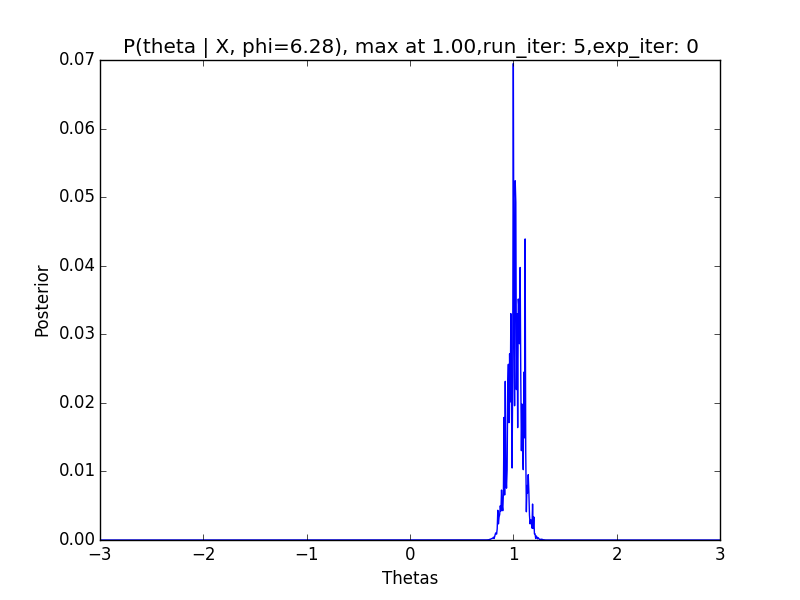 P(theta | X, phi=6.28), max at 1.00,run_iter: 5,exp_iter: 0
0.07
0.06
0.05
0.04
0.03
0.02
0.01
0.00
Posterior
−3 −2 −1 0 1 2 3
Thetas